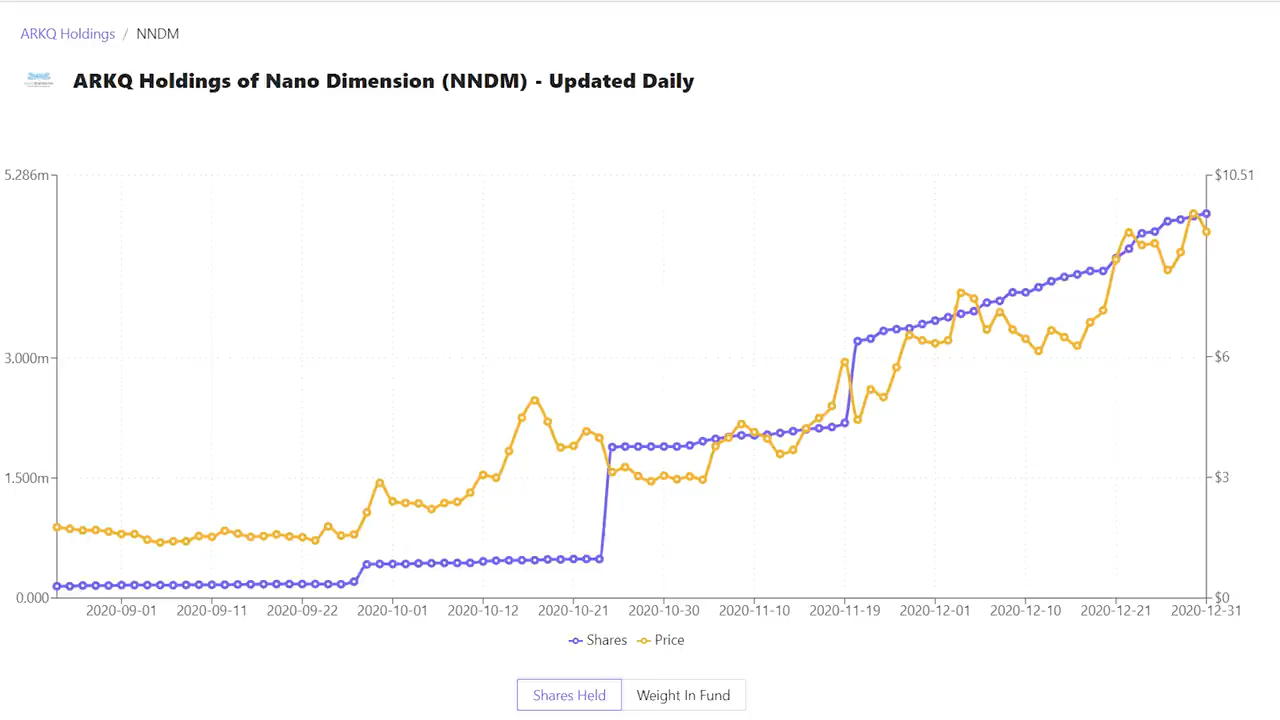 ARKQ Holdings / NNDM
ARKQ Holdings of Nano Dimension (NNDM) - Updated Daily
5.286m
$10.51
3.000m
$6
1.500m
$3
0.000
$0
2020-09-01 2020-09-11 2020-09-22 2020-10-01 2020-10-12 2020-10-21 2020-10-30 2020-11-10 2020-11-19 2020-12-01 2020-12-10 2020-12-21 2020-12-31
Shares Price
Shares Held Weight In Fund